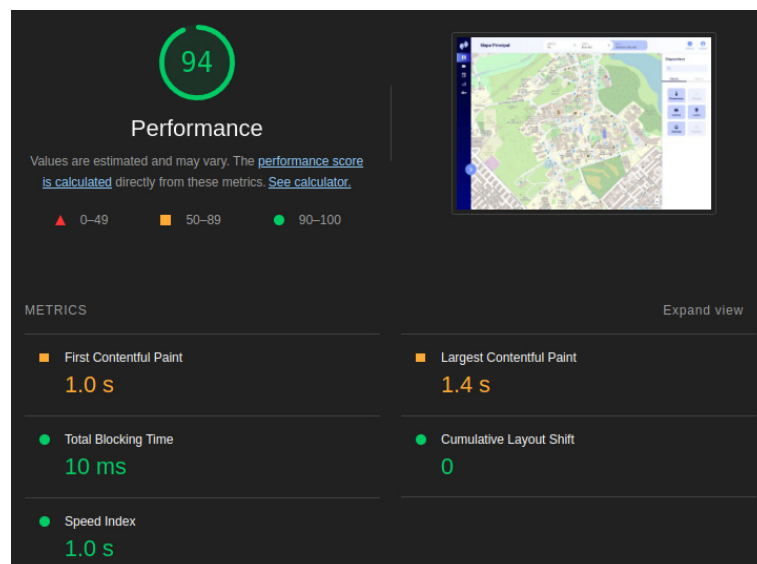 94
Mapa Principal
Performance
Values are estimated and may vary. The performance score
is calculated directly from these metrics. See calculator.
0–49
50–89
90–100
METRICS
Expand view
First Contentful Paint
1.0 s
Largest Contentful Paint
1.4 s
Total Blocking Time
10 ms
Cumulative Layout Shift
0
Speed Index
1.0 s